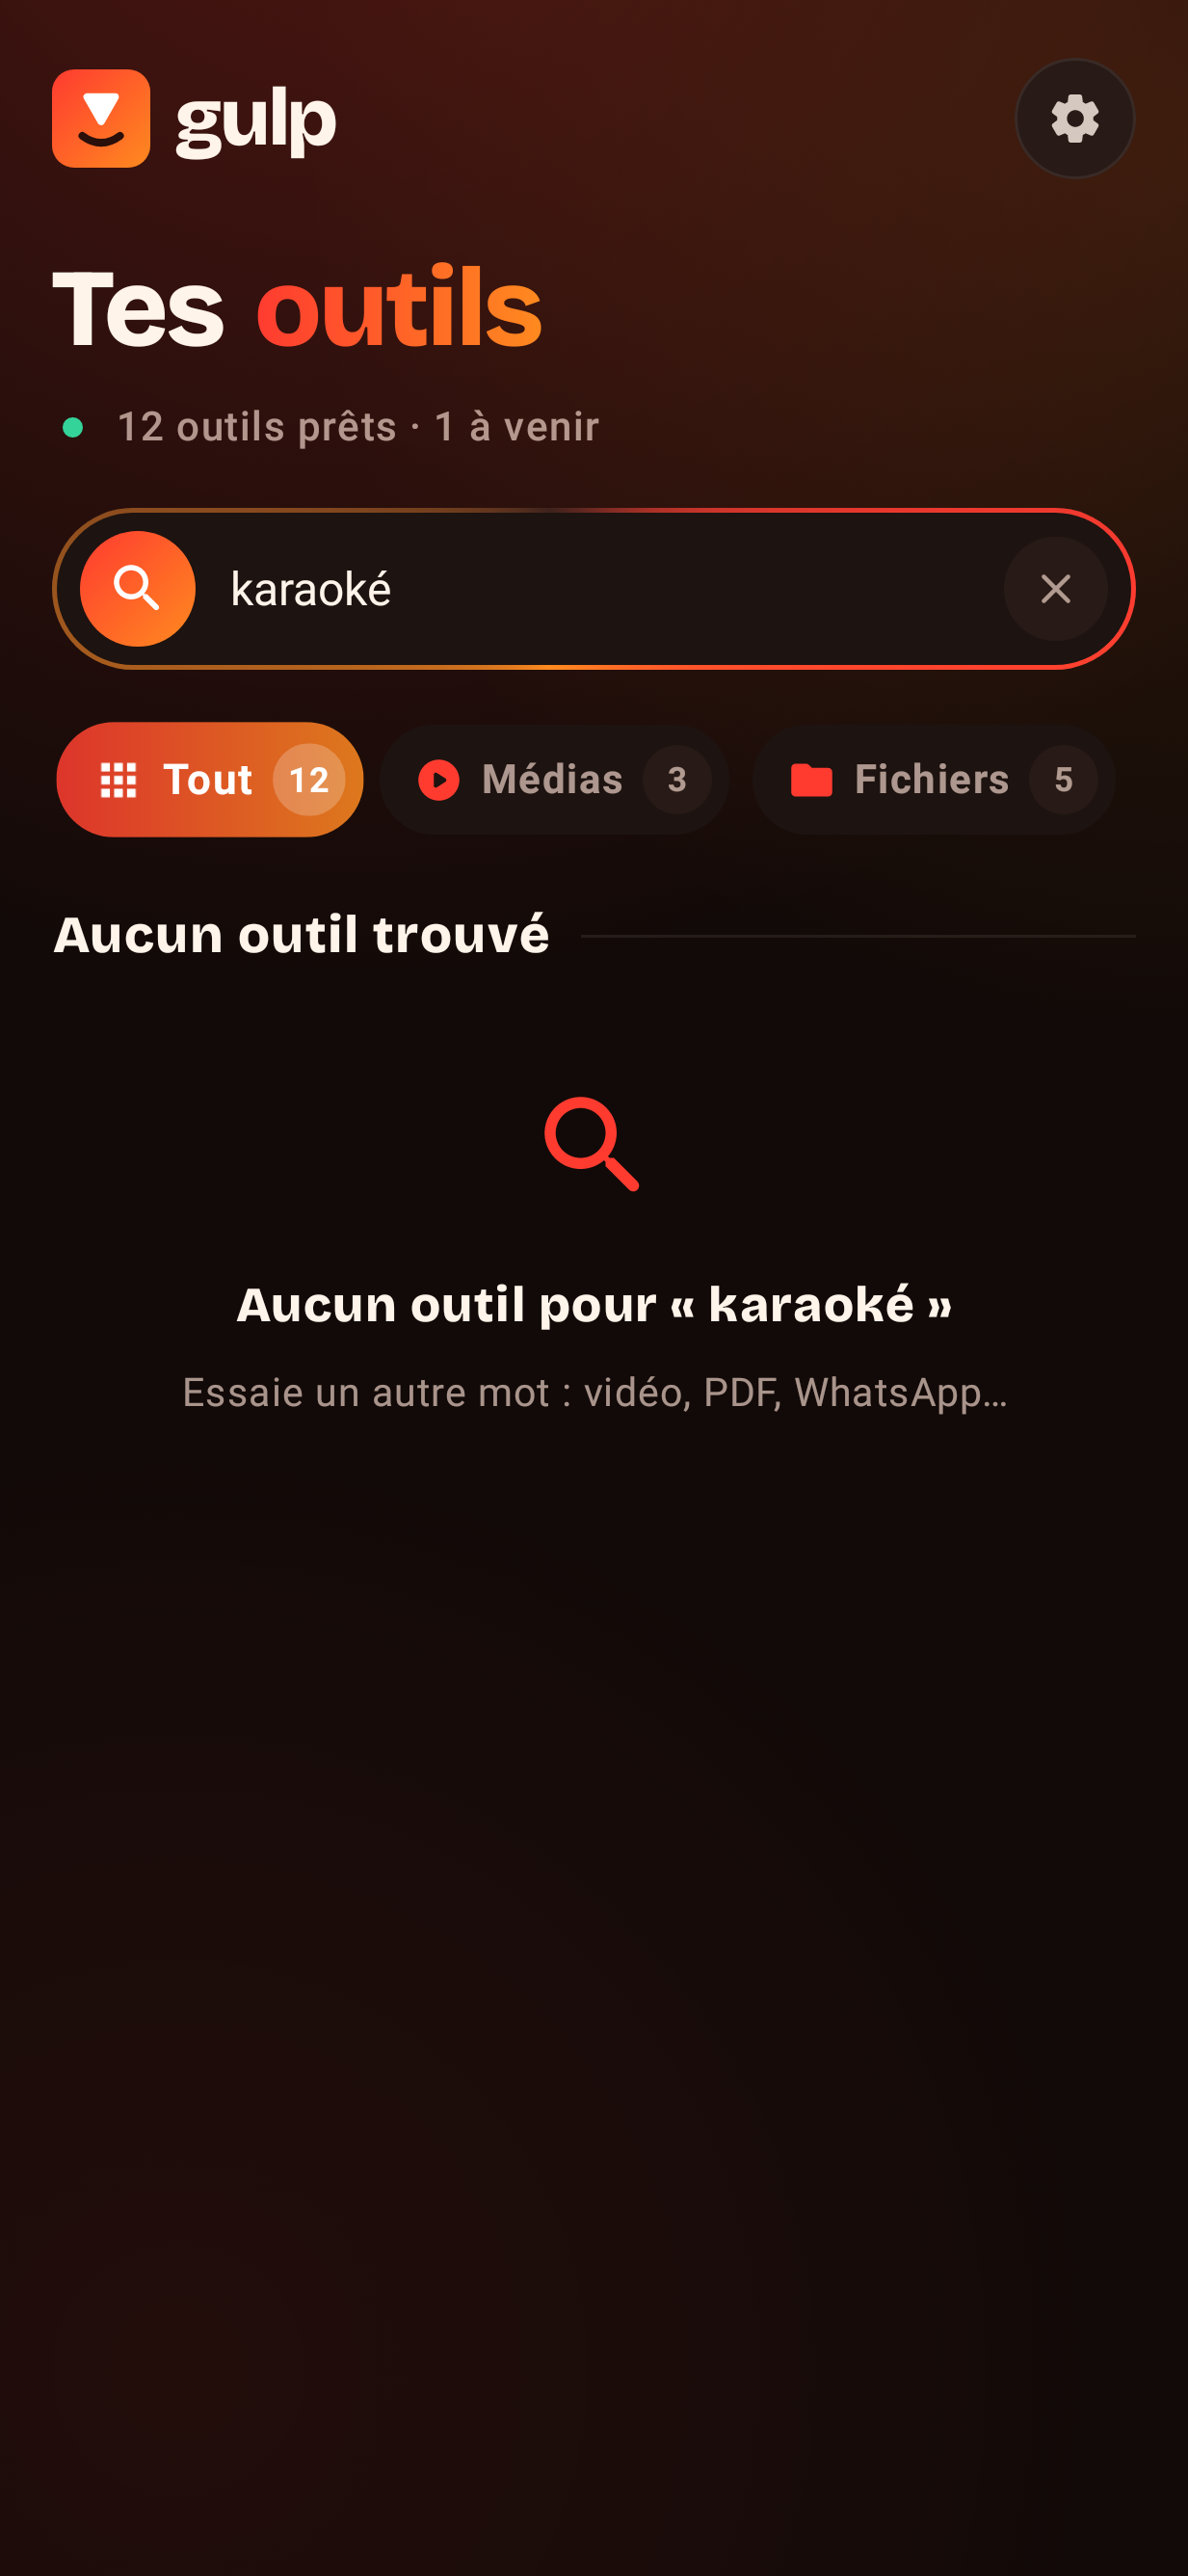 gulp
Tes outils
12 outils prêts · 1 à venir
karaoké
Tout 12 Médias 3 Fichiers 5
Aucun outil trouvé
Aucun outil pour « karaoké »
Essaie un autre mot : vidéo, PDF, WhatsApp…